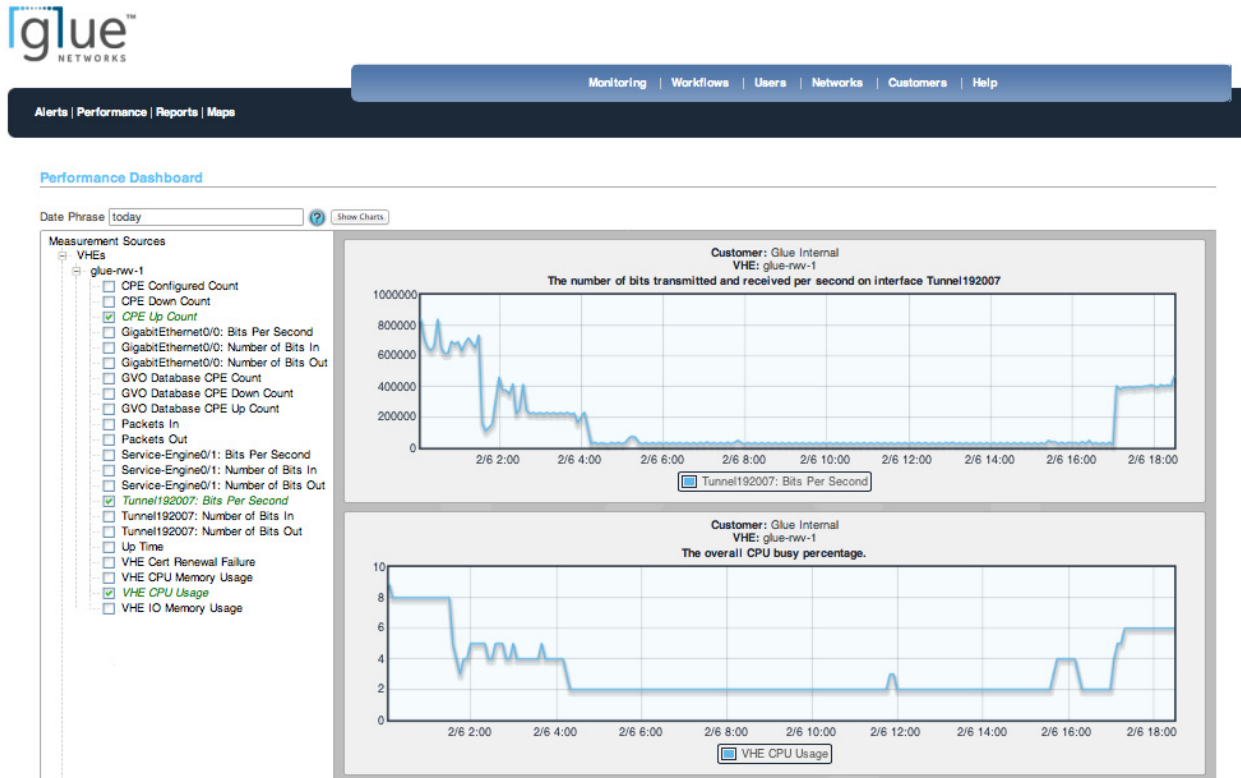 glue™
NETWORKS
Monitoring | Workflows | Users | Networks | Customers | Help
Alerts | Performance | Reports | Maps
Performance Dashboard
Date Phrase today ? Show Charts
Measurement Sources
VHEs
glue-rwv-1
CPE Configured Count
CPE Down Count
CPE Up Count
GigabitEthernet0/0: Bits Per Second
GigabitEthernet0/0: Number of Bits In
GigabitEthernet0/0: Number of Bits Out
GVO Database CPE Count
GVO Database CPE Down Count
GVO Database CPE Up Count
Packets In
Packets Out
Service-Engine0/1: Bits Per Second
Service-Engine0/1: Number of Bits In
Service-Engine0/1: Number of Bits Out
Tunnel192007: Bits Per Second
Tunnel192007: Number of Bits In
Tunnel192007: Number of Bits Out
Up Time
VHE Cert Renewal Failure
VHE CPU Memory Usage
VHE CPU Usage
VHE IO Memory Usage
Customer: Glue Internal
VHE: glue-rwv-1
The number of bits transmitted and received per second on interface Tunnel192007
1000000
800000
600000
400000
200000
0
2/6 2:00 2/6 4:00 2/6 6:00 2/6 8:00 2/6 10:00 2/6 12:00 2/6 14:00 2/6 16:00 2/6 18:00
Tunnel192007: Bits Per Second
Customer: Glue Internal
VHE: glue-rwv-1
The overall CPU busy percentage.
10
8
6
4
2
0
2/6 2:00 2/6 4:00 2/6 6:00 2/6 8:00 2/6 10:00 2/6 12:00 2/6 14:00 2/6 16:00 2/6 18:00
VHE CPU Usage